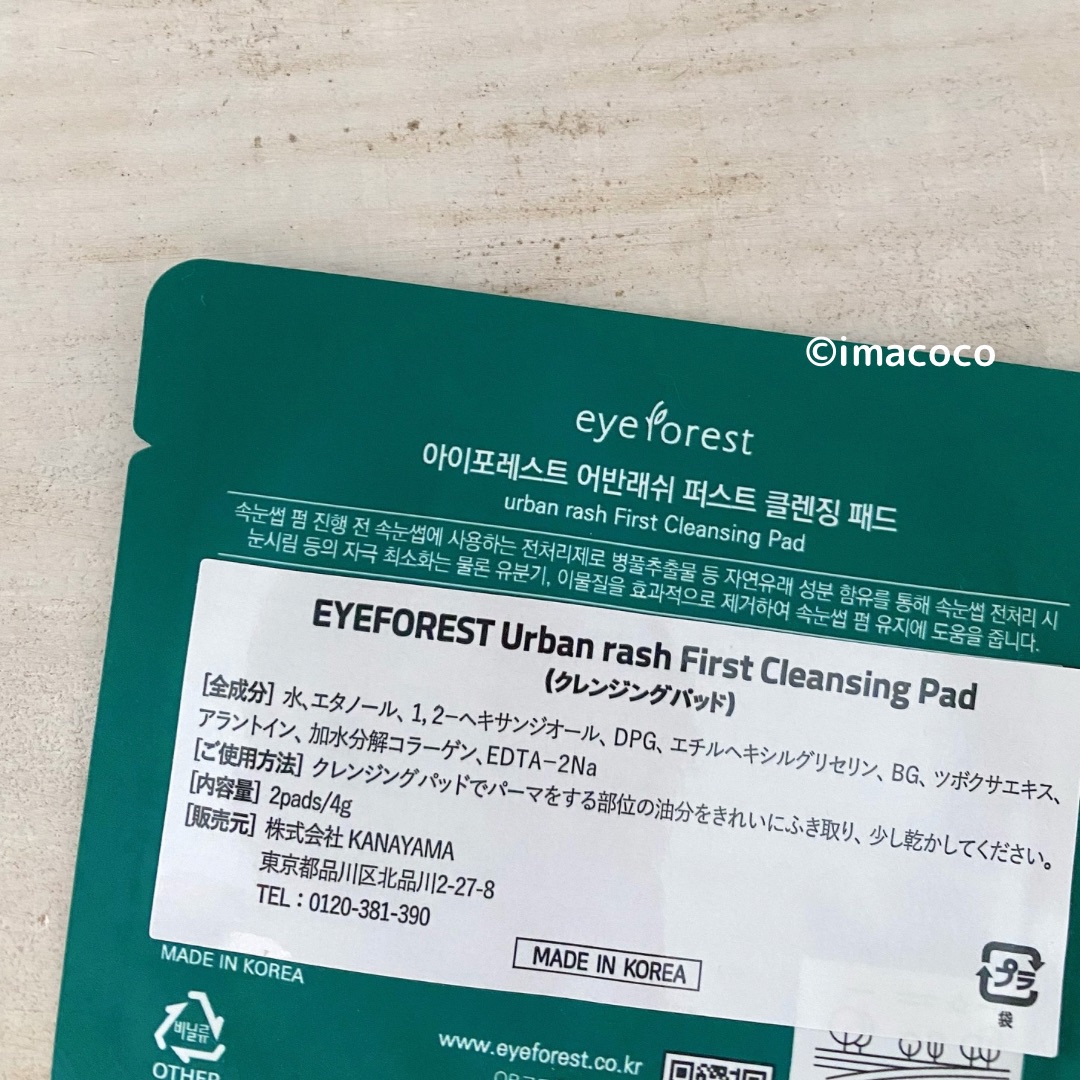 ©imacoco
eyeforest
아이포레스트 어반래쉬 퍼스트 클렌징 패드
urban rash First Cleansing Pad
속눈썹 펌 진행 전 속눈썹에 사용하는 전처리제로 병풀추출물 등 자연유래 성분 함유를 통해 속눈썹 전처리 시
눈시림 등의 자극 최소화는 물론 유분기, 이물질을 효과적으로 제거하여 속눈썹 펌 유지에 도움을 줍니다.
EYEFOREST Urban rash First Cleansing Pad
(クレンジングパッド)
[全成分] 水、エタノール、1,2-ヘキサンジオール、DPG、エチルヘキシルグリセリン、BG、ツボクサエキス、
アラントイン、加水分解コラーゲン、EDTA-2Na
[ご使用方法] クレンジングパッドでパーマをする部位の油分をきれいにふき取り、少し乾かしてください。
[内容量] 2pads/4g
[販売元] 株式会社 KANAYAMA
東京都品川区北品川2-27-8
TEL : 0120-381-390
MADE IN KOREA
MADE IN KOREA
プラ
袋
비닐류
OTHER
www.eyeforest.co.kr